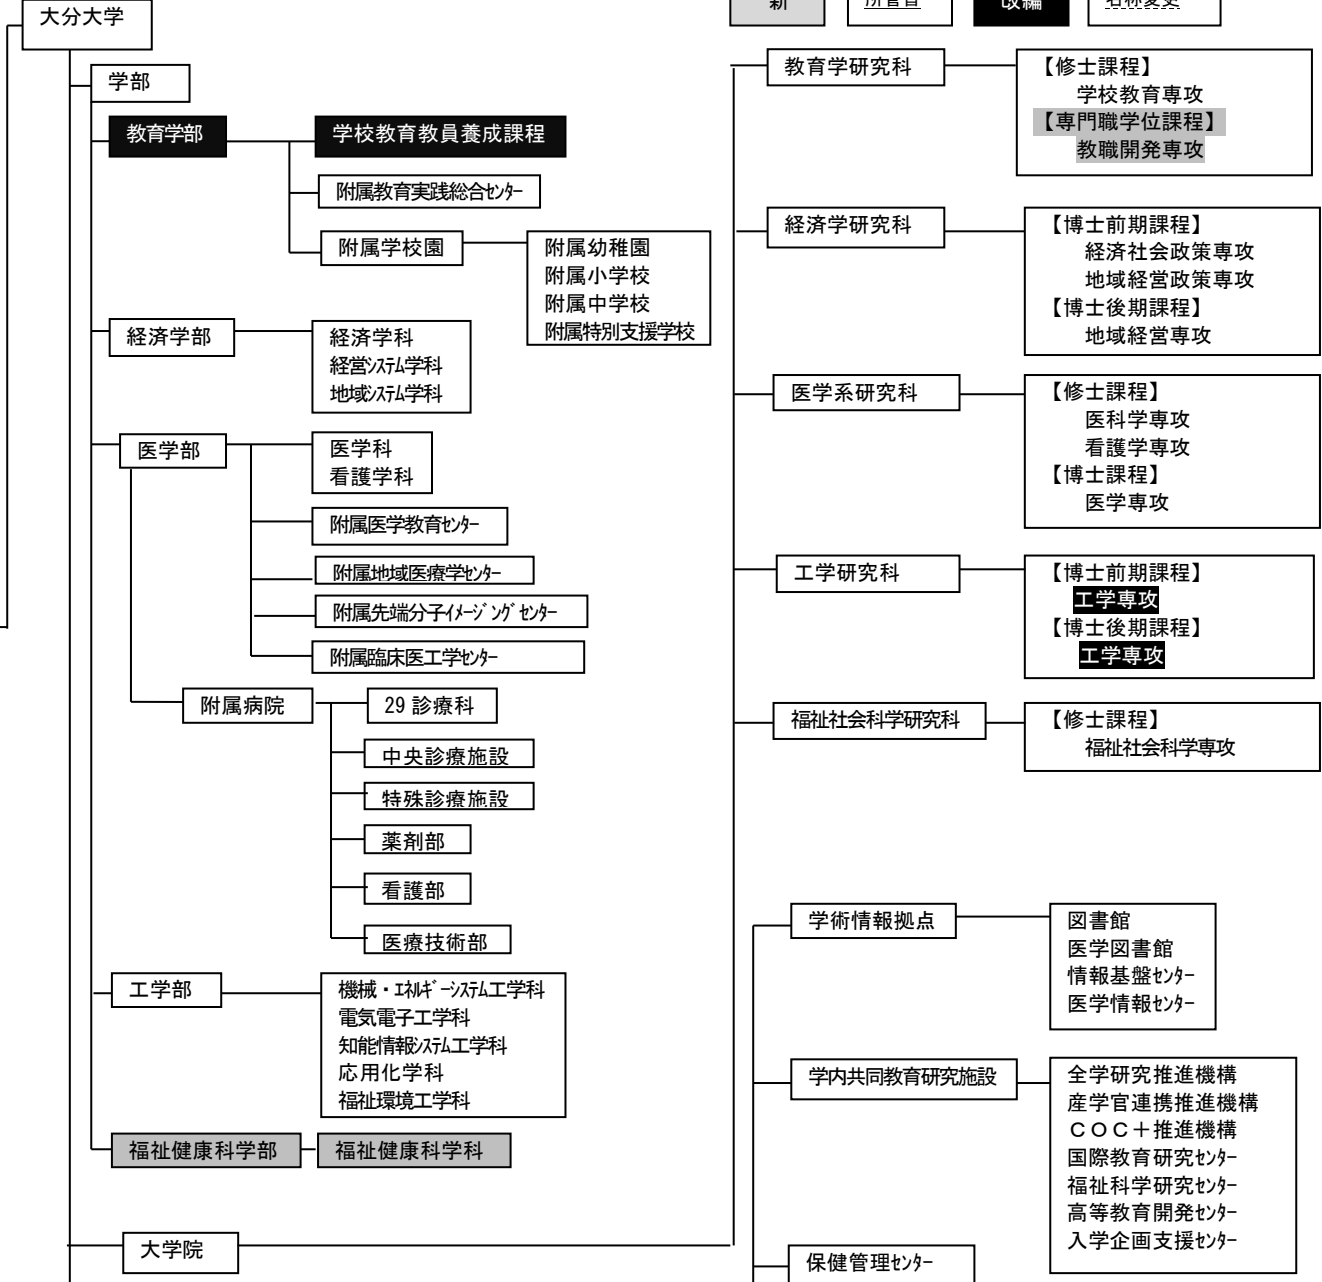 大分大学
学部
教育学部
学校教育教員養成課程
附属教育実践総合ｾﾝﾀｰ
附属学校園
附属幼稚園
附属小学校
附属中学校
附属特別支援学校
経済学部
経済学科
経営ｼｽﾃﾑ学科
地域ｼｽﾃﾑ学科
医学部
医学科
看護学科
附属医学教育ｾﾝﾀｰ
附属地域医療学ｾﾝﾀｰ
附属先端分子ｲﾒｰｼﾞﾝｸﾞｾﾝﾀｰ
附属臨床医工学ｾﾝﾀｰ
附属病院
29 診療科
中央診療施設
特殊診療施設
薬剤部
看護部
医療技術部
工学部
機械・ｴﾈﾙｷﾞｰｼｽﾃﾑ工学科
電気電子工学科
知能情報ｼｽﾃﾑ工学科
応用化学科
福祉環境工学科
福祉健康科学部
福祉健康科学科
大学院
新
所管替
改編
名称変更
教育学研究科
【修士課程】
学校教育専攻
【専門職学位課程】
教職開発専攻
経済学研究科
【博士前期課程】
経済社会政策専攻
地域経営政策専攻
【博士後期課程】
地域経営専攻
医学系研究科
【修士課程】
医科学専攻
看護学専攻
【博士課程】
医学専攻
工学研究科
【博士前期課程】
工学専攻
【博士後期課程】
工学専攻
福祉社会科学研究科
【修士課程】
福祉社会科学専攻
学術情報拠点
図書館
医学図書館
情報基盤ｾﾝﾀｰ
医学情報ｾﾝﾀｰ
学内共同教育研究施設
全学研究推進機構
産学官連携推進機構
ＣＯＣ＋推進機構
国際教育研究ｾﾝﾀｰ
福祉科学研究ｾﾝﾀｰ
高等教育開発ｾﾝﾀｰ
入学企画支援ｾﾝﾀｰ
保健管理ｾﾝﾀｰ